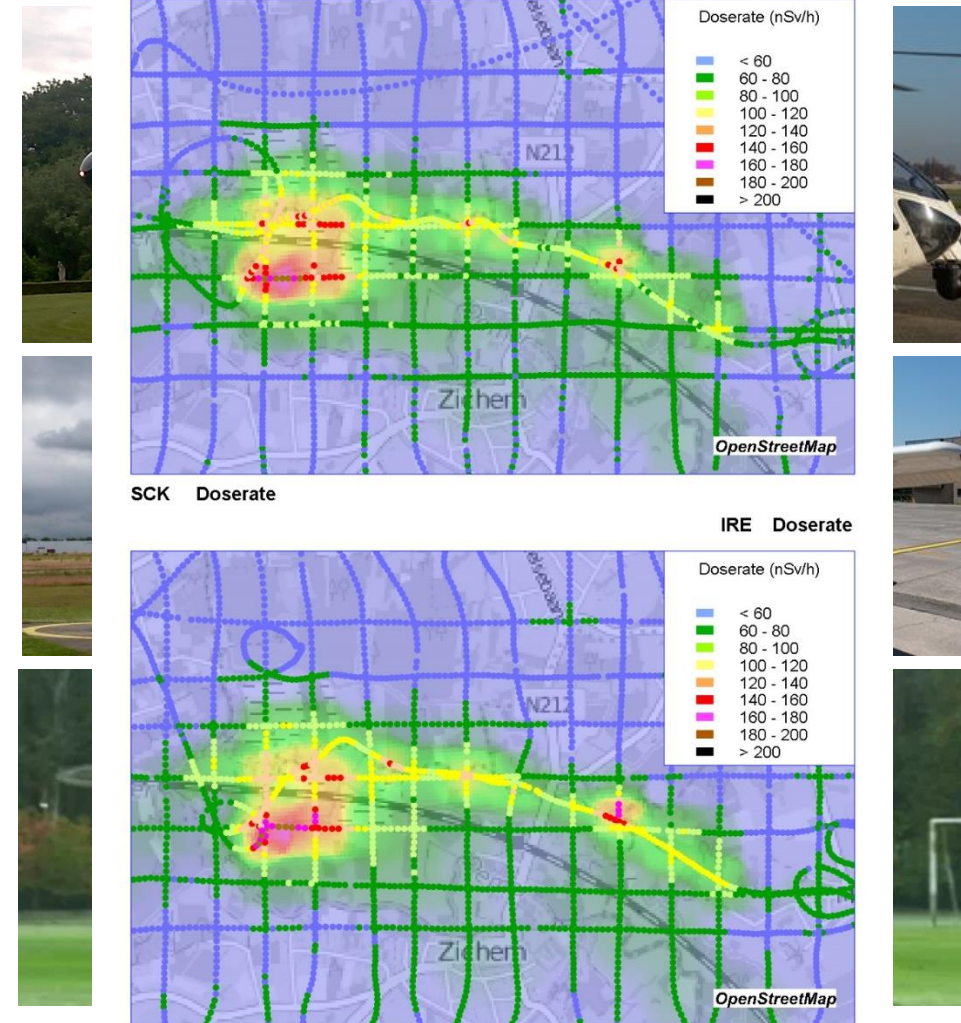 Doserate (nSv/h)
< 60
60 - 80
80 - 100
100 - 120
120 - 140
140 - 160
160 - 180
180 - 200
> 200
N212
Zichem
OpenStreetMap
SCK Doserate
IRE Doserate
Doserate (nSv/h)
< 60
60 - 80
80 - 100
100 - 120
120 - 140
140 - 160
160 - 180
180 - 200
> 200
N212
Zichem
OpenStreetMap